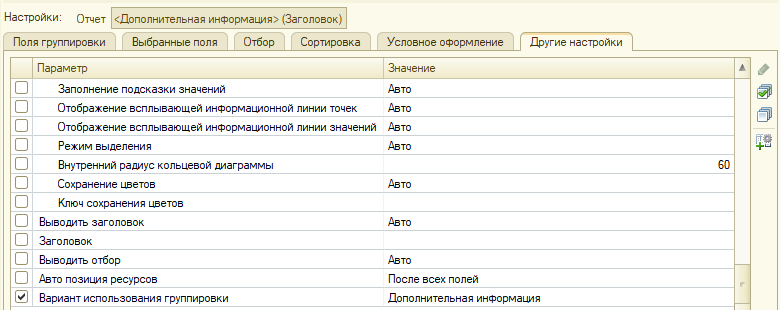 Настройки: Отчет <Дополнительная информация> (Заголовок)
Поля группировки Выбранные поля Отбор Сортировка Условное оформление Другие настройки
Параметр Значение
Заполнение подсказки значений Авто
Отображение всплывающей информационной линии точек Авто
Отображение всплывающей информационной линии значений Авто
Режим выделения Авто
Внутренний радиус кольцевой диаграммы 60
Сохранение цветов Авто
Ключ сохранения цветов
Выводить заголовок Авто
Заголовок
Выводить отбор Авто
Авто позиция ресурсов После всех полей
Вариант использования группировки Дополнительная информация